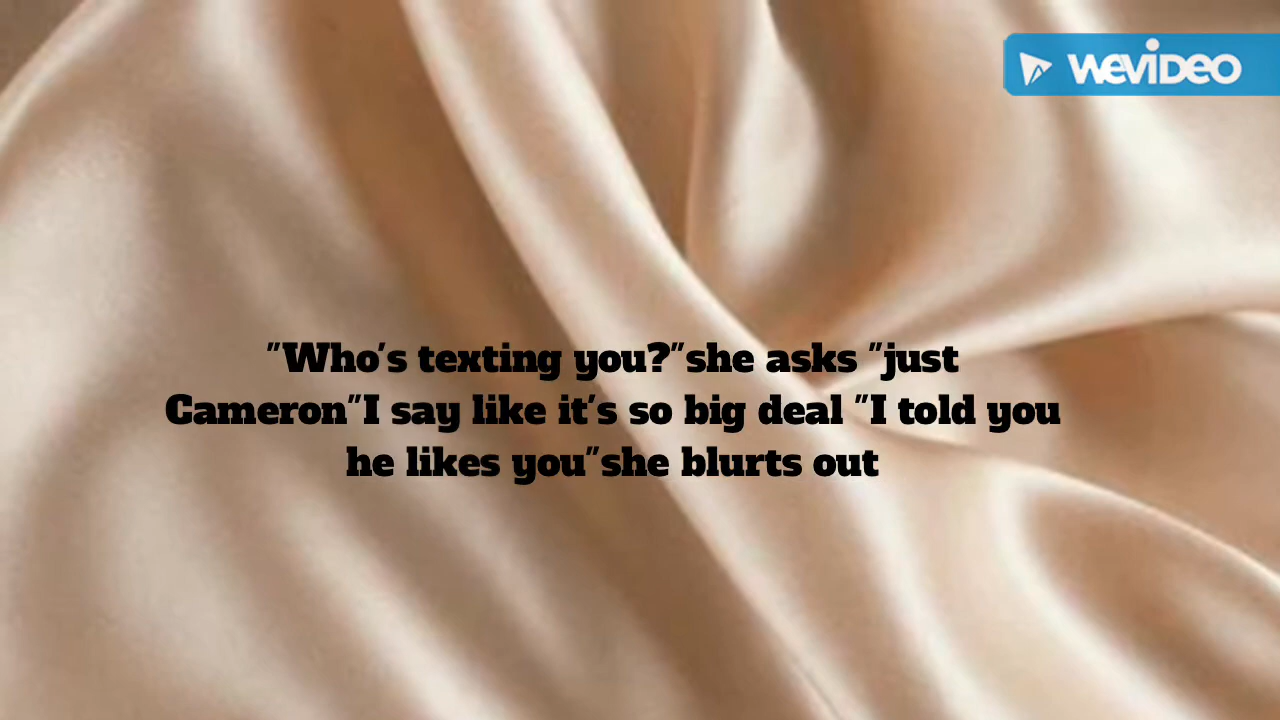 WEVIDEO
"Who's texting you?"she asks "just
Cameron"I say like it's so big deal "I told you
he likes you"she blurts out